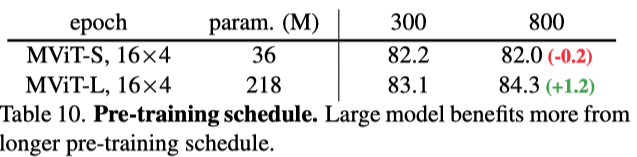 epoch param. (M) 300 800
MViT-S, 16×4 36 82.2 82.0 (-0.2)
MViT-L, 16×4 218 83.1 84.3 (+1.2)
Table 10. Pre-training schedule. Large model benefits more from
longer pre-training schedule.